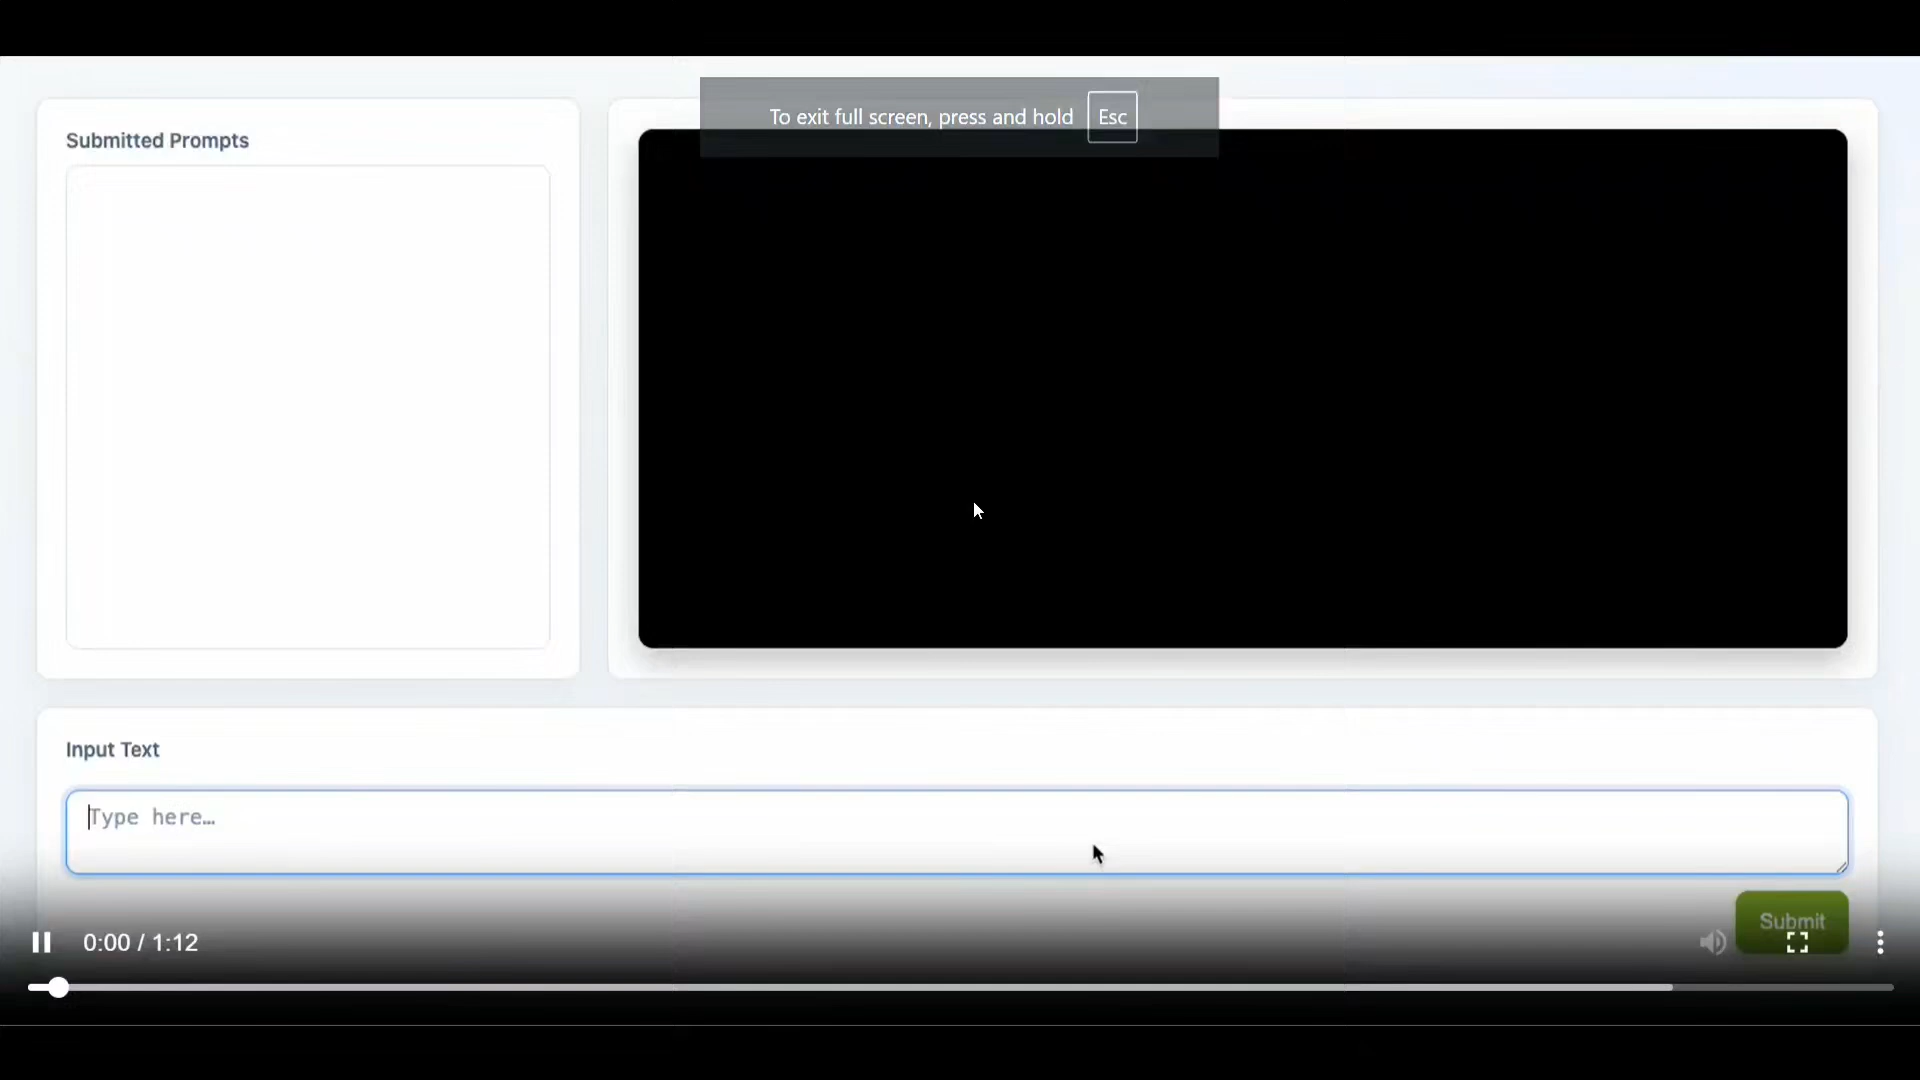 To exit full screen, press and hold Esc
Submitted Prompts
Input Text
Type here…
Submit
0:00 / 1:12